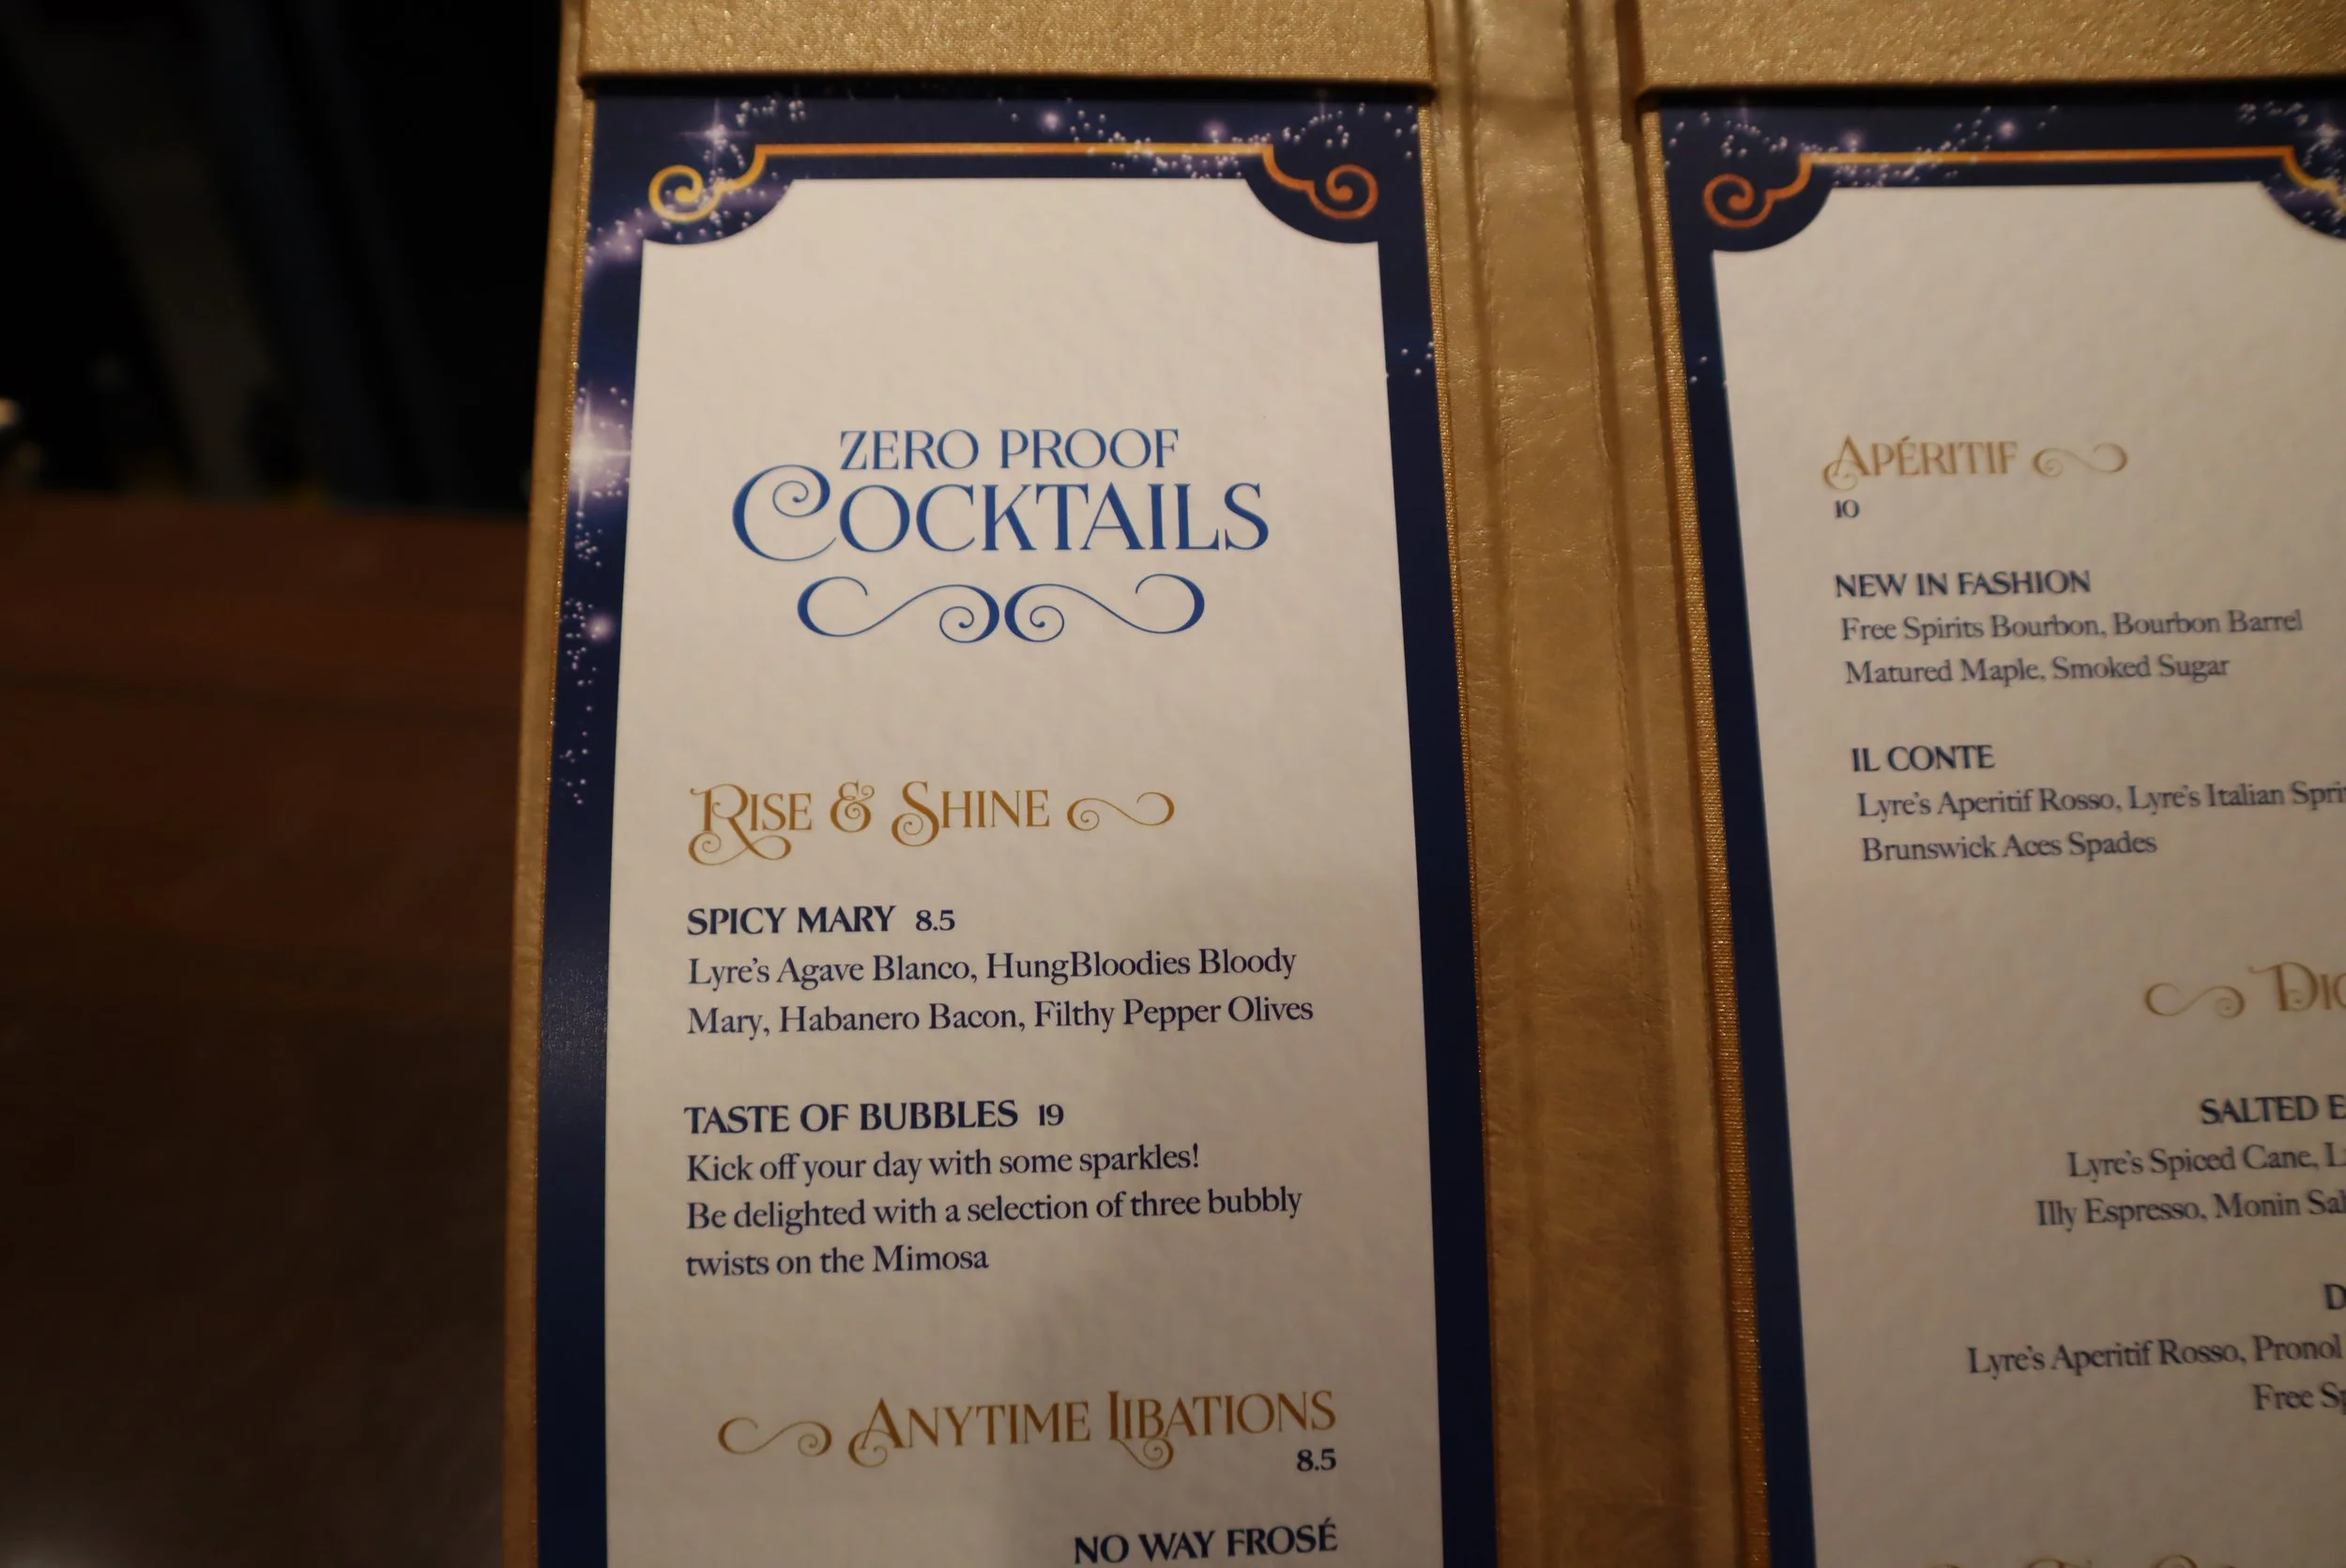 ZERO PROOF
COCKTAILS
RISE & SHINE
SPICY MARY 8.5
Lyre's Agave Blanco, HungBloodies Bloody
Mary, Habanero Bacon, Filthy Pepper Olives
TASTE OF BUBBLES 19
Kick off your day with some sparkles!
Be delighted with a selection of three bubbly
twists on the Mimosa
ANYTIME LIBATIONS
8.5
NO WAY FROSÉ
APÉRITIF
10
NEW IN FASHION
Free Spirits Bourbon, Bourbon Barrel
Matured Maple, Smoked Sugar
IL CONTE
Lyre's Aperitif Rosso, Lyre's Italian
Brunswick Aces Spades
SALTED
Lyre's Spiced Cane,
Illy Espresso, Monin
Lyre's Aperitif Rosso, Pronol
Free